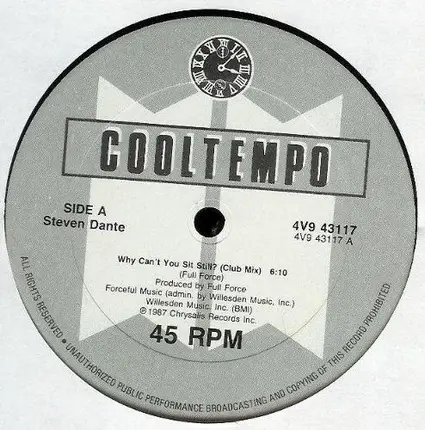 COOLTEMPO
SIDE A
Steven Dante
4V9 43117
4V9 43117 A
Why Can't You Sit Still? (Club Mix) 6:10
(Full Force)
Produced by Full Force
Forceful Music (admin. by Willesden Music, Inc.)
Willesden Music, Inc. (BMI)
℗1987 Chrysalis Records Inc.
45 RPM
ALL RIGHTS RESERVED • UNAUTHORIZED PUBLIC PERFORMANCE BROADCASTING AND COPYING OF THIS RECORD PROHIBITED